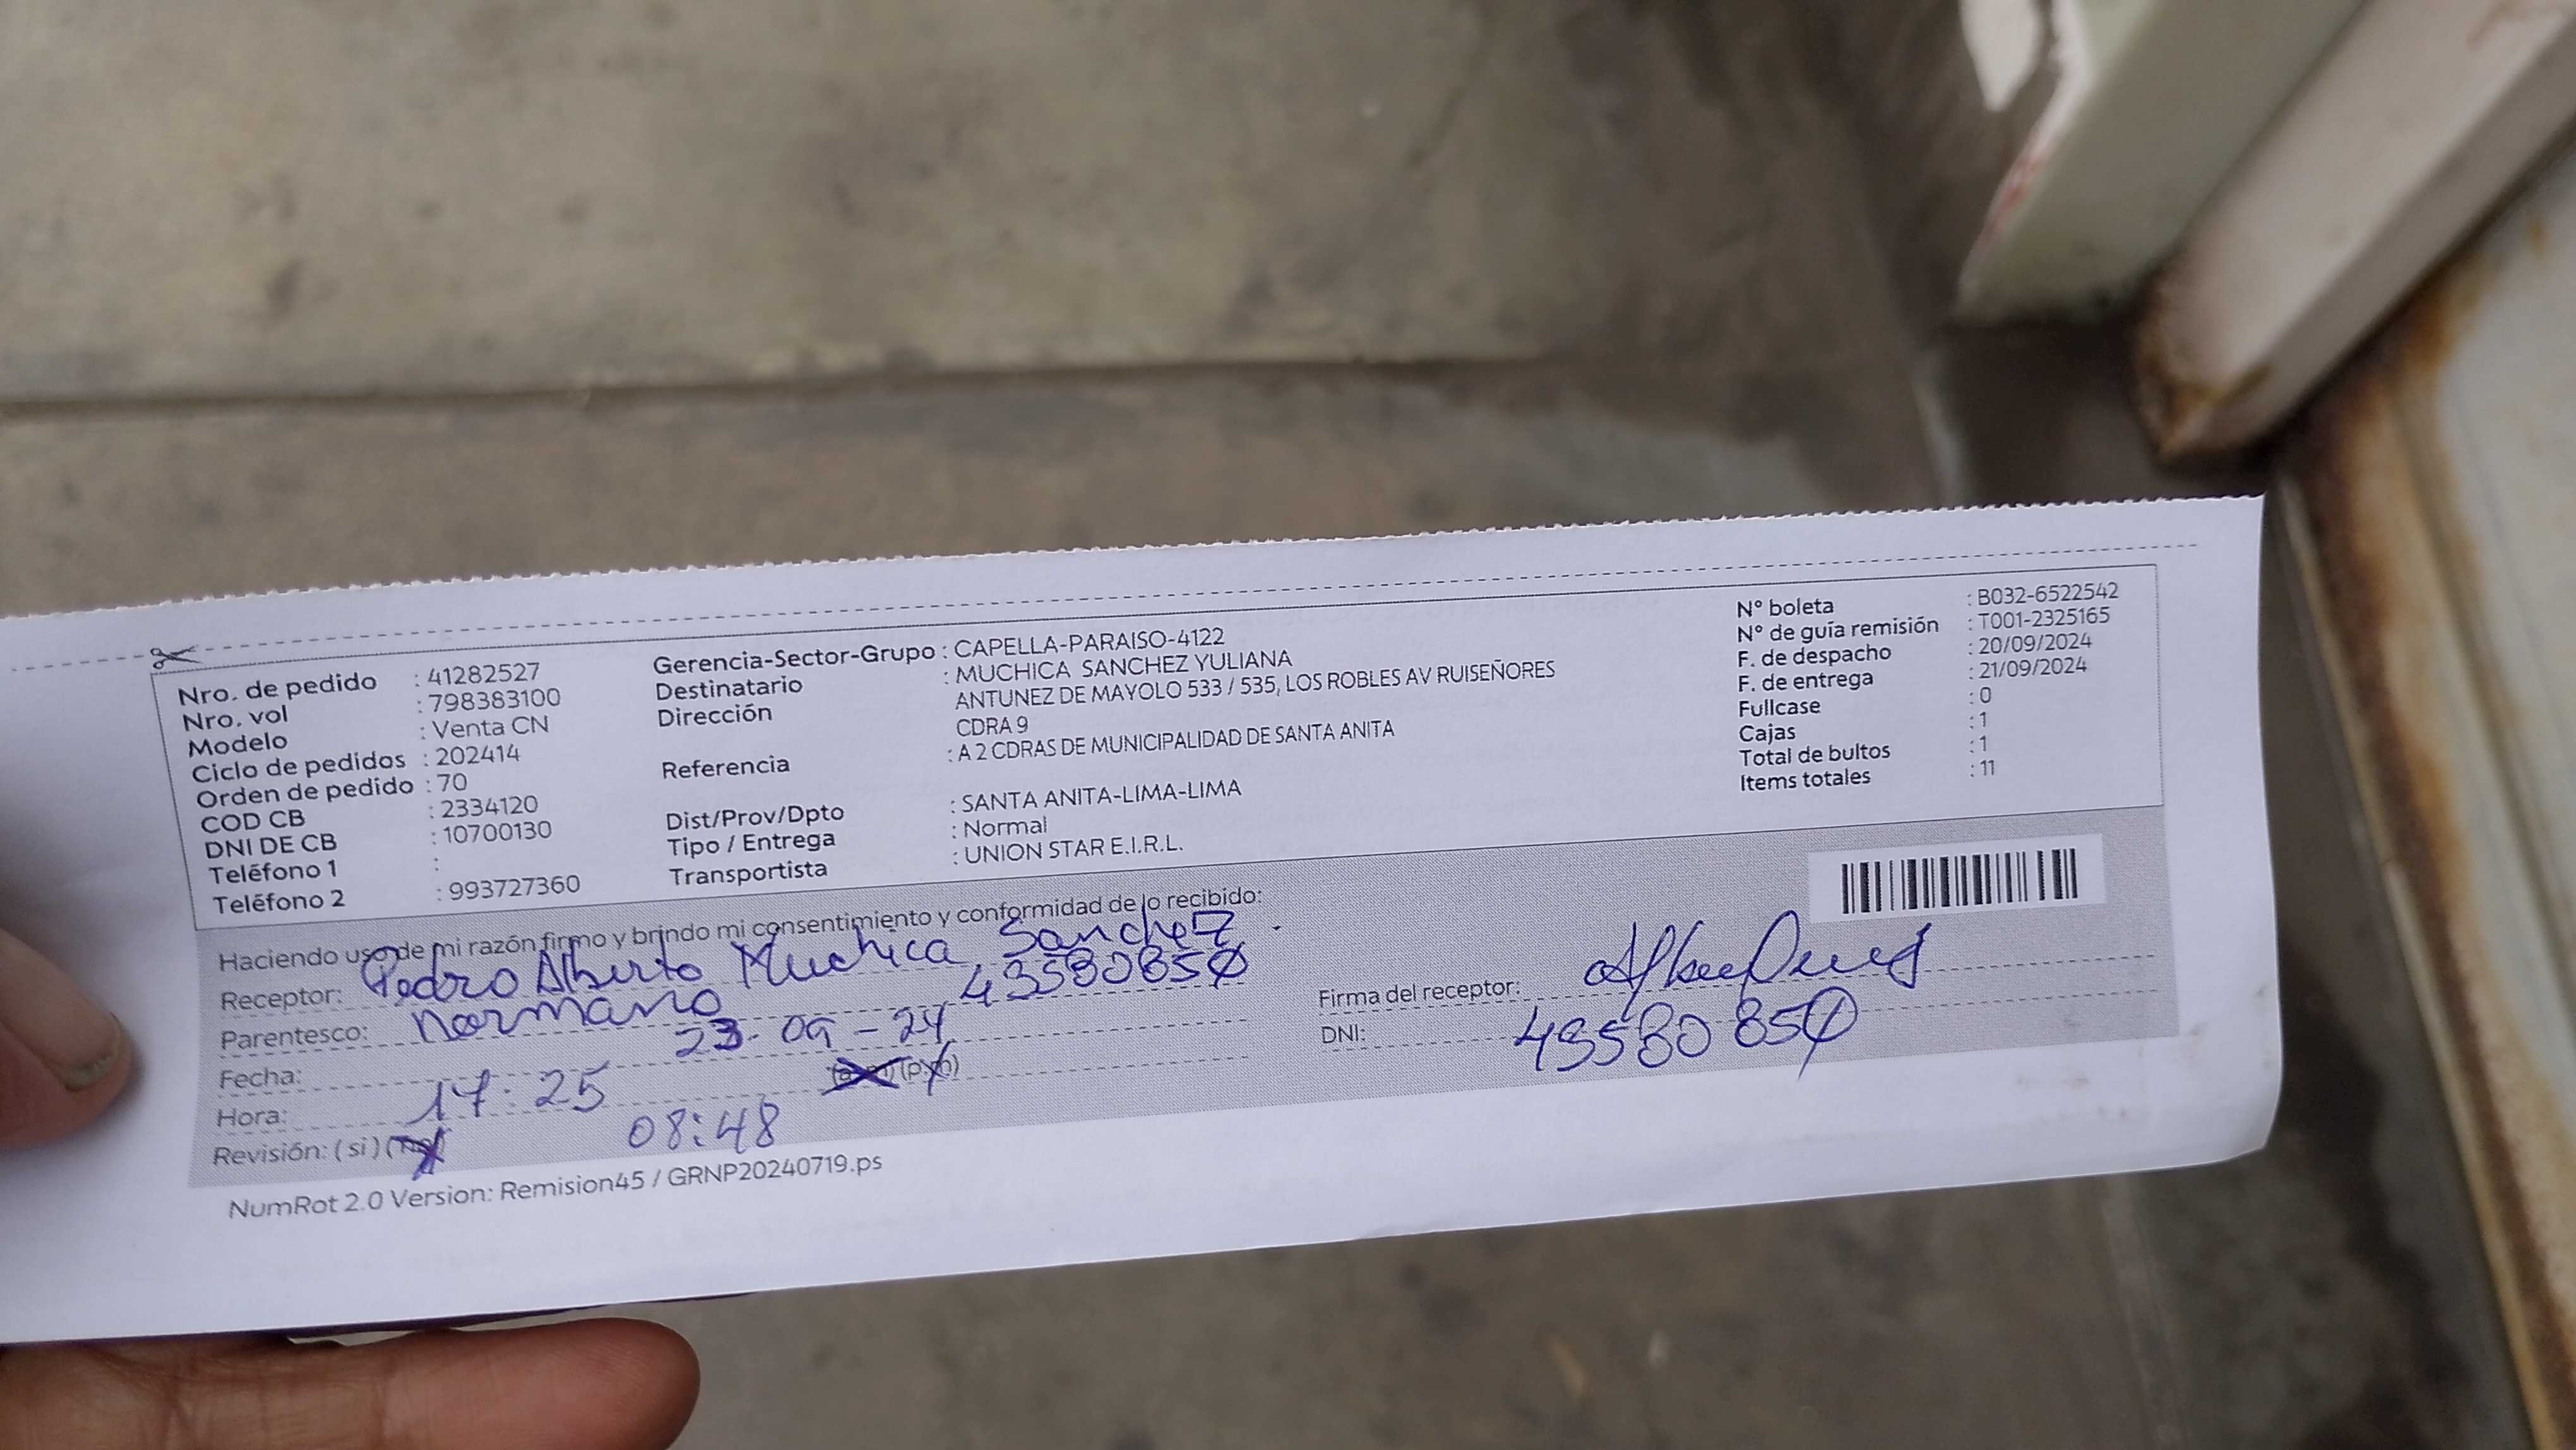 Nro. de pedido : 41282527
Nro. vol : 798383100
Modelo : Venta CN
Ciclo de pedidos : 202414
Orden de pedido : 70
COD CB : 2334120
DNI DE CB : 10700130
Teléfono 1 :
Teléfono 2 : 993727360
Gerencia-Sector-Grupo : CAPELLA-PARAISO-4122
Destinatario : MUCHICA SANCHEZ YULIANA
Dirección ANTUNEZ DE MAYOLO 533 / 535, LOS ROBLES AV RUISEÑORES
CDRA 9
Referencia : A 2 CDRAS DE MUNICIPALIDAD DE SANTA ANITA
Dist/Prov/Dpto : SANTA ANITA-LIMA-LIMA
Tipo / Entrega : Normal
Transportista : UNION STAR E.I.R.L.
N° boleta : B032-6522542
N° de guía remisión : T001-2325165
F. de despacho : 20/09/2024
F. de entrega : 21/09/2024
Fullcase : 0
Cajas : 1
Total de bultos : 1
Items totales : 11
Haciendo uso de mi razón firmo y brindo mi consentimiento y conformidad de lo recibido:
Receptor: Pedro Alberto Muchica Sanchez
43580850
Parentesco: Hermano
Fecha: 23-09-24
Hora: 17:25
Revisión: (si)
08:48
Firma del receptor:
DNI: 43580850
NumRot 2.0 Version: Remision45 / GRNP20240719.ps